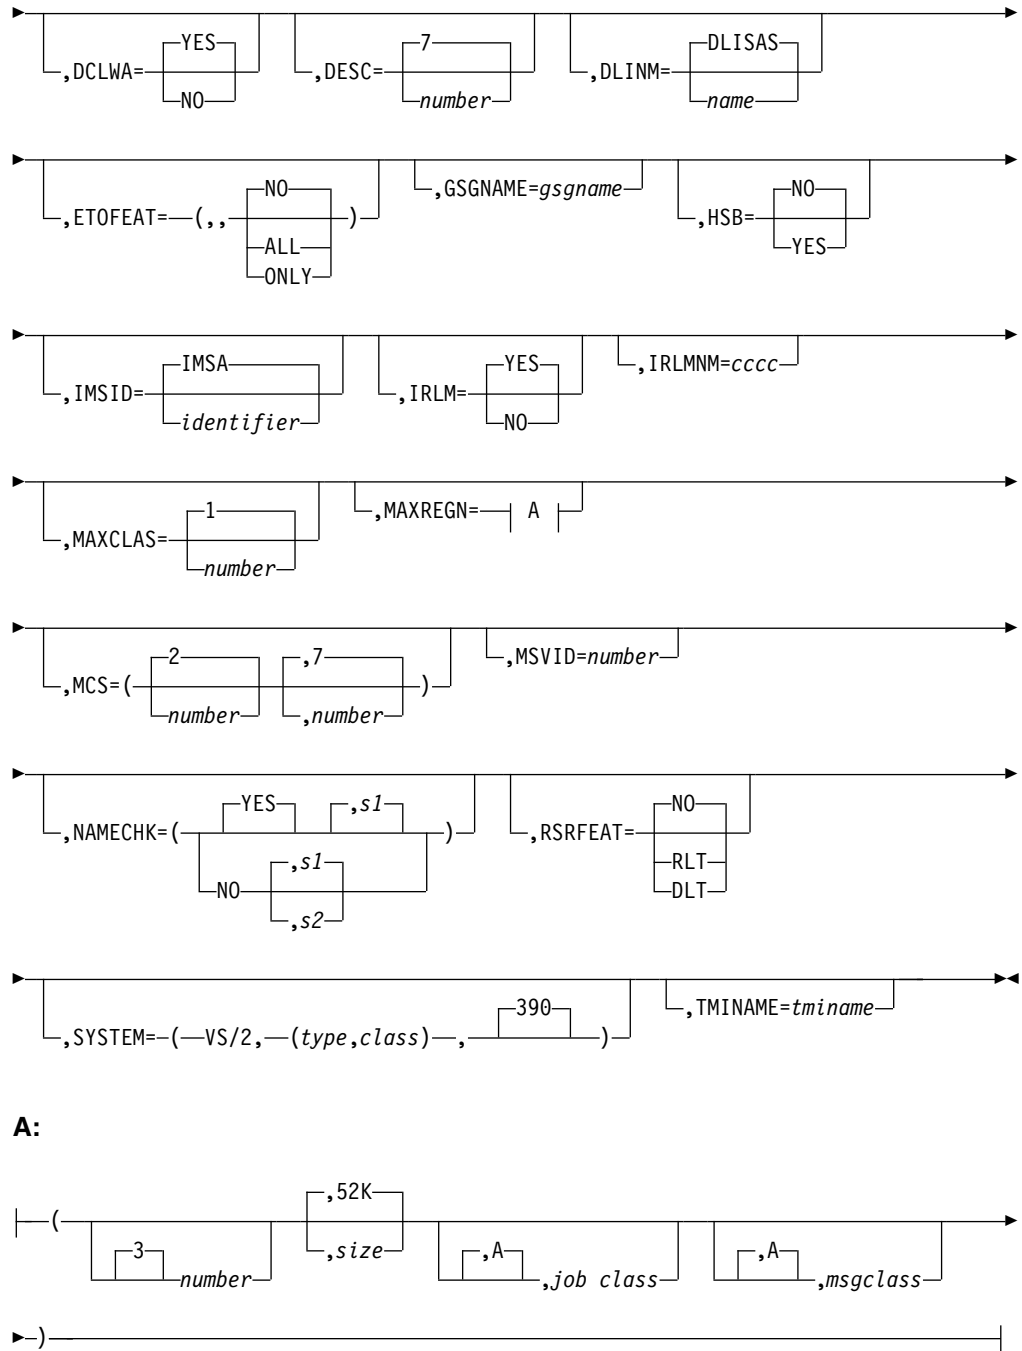 YES 7 DLISAS
,DCLWA= ,DESC= ,DLINM=
NO number name
NO ,GSGNAME=gsgname NO
,ETOFEAT= (,, ) ,HSB=
ALL YES
ONLY
IMSA YES ,IRLMNM=cccc
,IMSID= ,IRLM=
identifier NO
1 ,MAXREGN= A
,MAXCLAS=
number
2 ,7 ,MSVID=number
,MCS=( )
number ,number
YES ,s1 NO
,NAMECHK=( ) ,RSRFEAT=
,s1 RLT
NO DLT
,s2
390 ,TMINAME=tminame
,SYSTEM= ( VS/2, (type,class) , )
A:
,52K
(
3 ,size ,A ,A
number ,job class ,msgclass
)